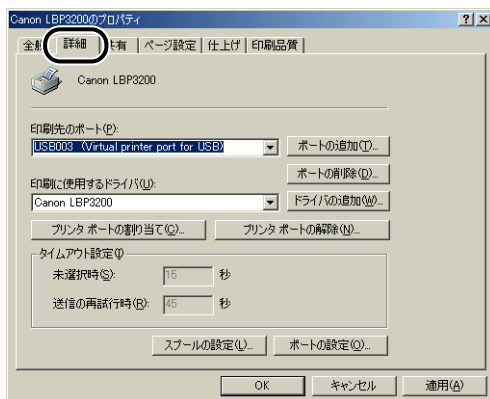 Canon LBP3200のプロパティ
全般 詳細 共有 ページ設定 仕上げ 印刷品質
Canon LBP3200
印刷先のポート(P):
USB003 (Virtual printer port for USB)
ポートの追加(T)...
ポートの削除(D)...
印刷に使用するドライバ(U):
Canon LBP3200
ドライバの追加(W)...
プリンタ ポートの割り当て(C)... プリンタ ポートの解除(N)...
タイムアウト設定
未選択時(S): 15 秒
送信の再試行時(R): 45 秒
スプールの設定(L)... ポートの設定(O)...
OK キャンセル 適用(A)